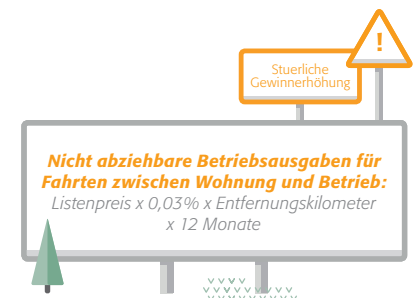 !
Stuerliche
Gewinnerhöhung
Nicht abziehbare Betriebsausgaben für
Fahrten zwischen Wohnung und Betrieb:
Listenpreis x 0,03% x Entfernungskilometer
x 12 Monate